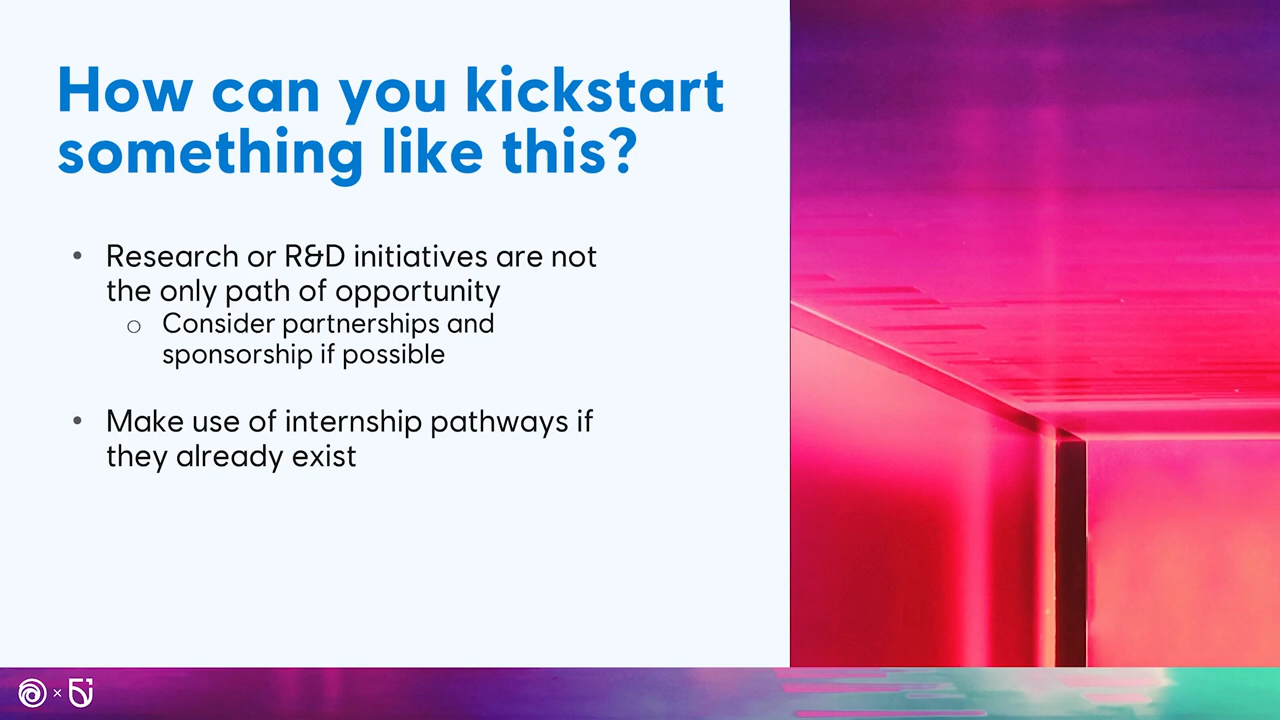 How can you kickstart
something like this?
• Research or R&D initiatives are not
the only path of opportunity
○ Consider partnerships and
sponsorship if possible
• Make use of internship pathways if
they already exist
×